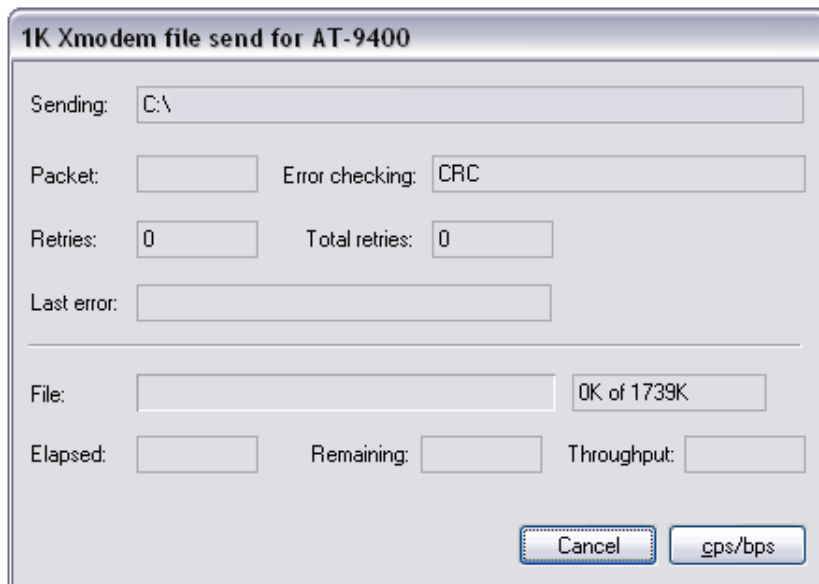 1K Xmodem file send for AT-9400
Sending: C:\
Packet: Error checking: CRC
Retries: 0 Total retries: 0
Last error:
File: 0K of 1739K
Elapsed: Remaining: Throughput:
Cancel cps/bps